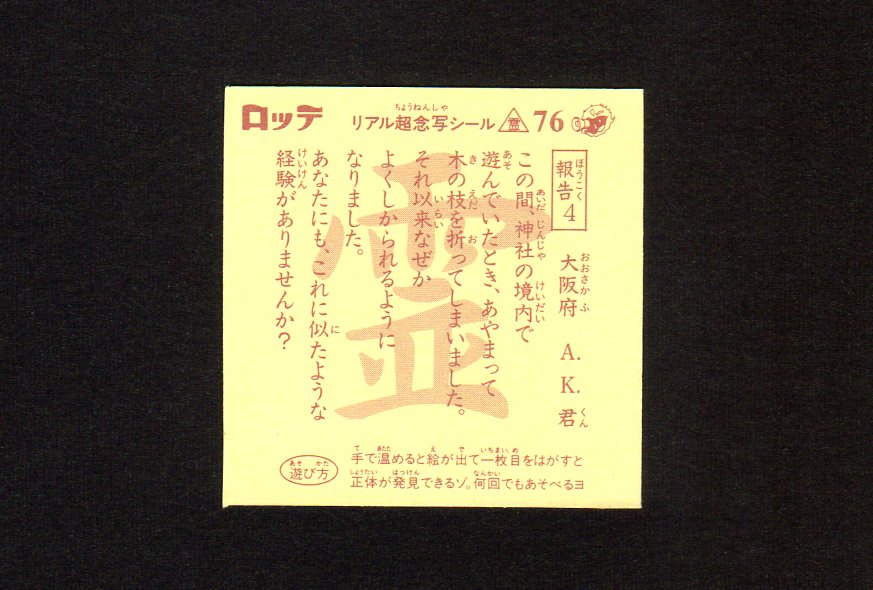 ロッテ
リアル超念写シール 霊 76
報告4
大阪府 A.K.君
この間、神社の境内で
遊んでいたとき、あやまって
木の枝を折ってしまいました。
それ以来なぜか
よくしかられるように
なりました。
あなたにも、これに似たような
経験がありませんか?
霊
遊び方
手で温めると絵が出て一枚目をはがすと
正体が発見できるゾ。何回でもあそべるヨ